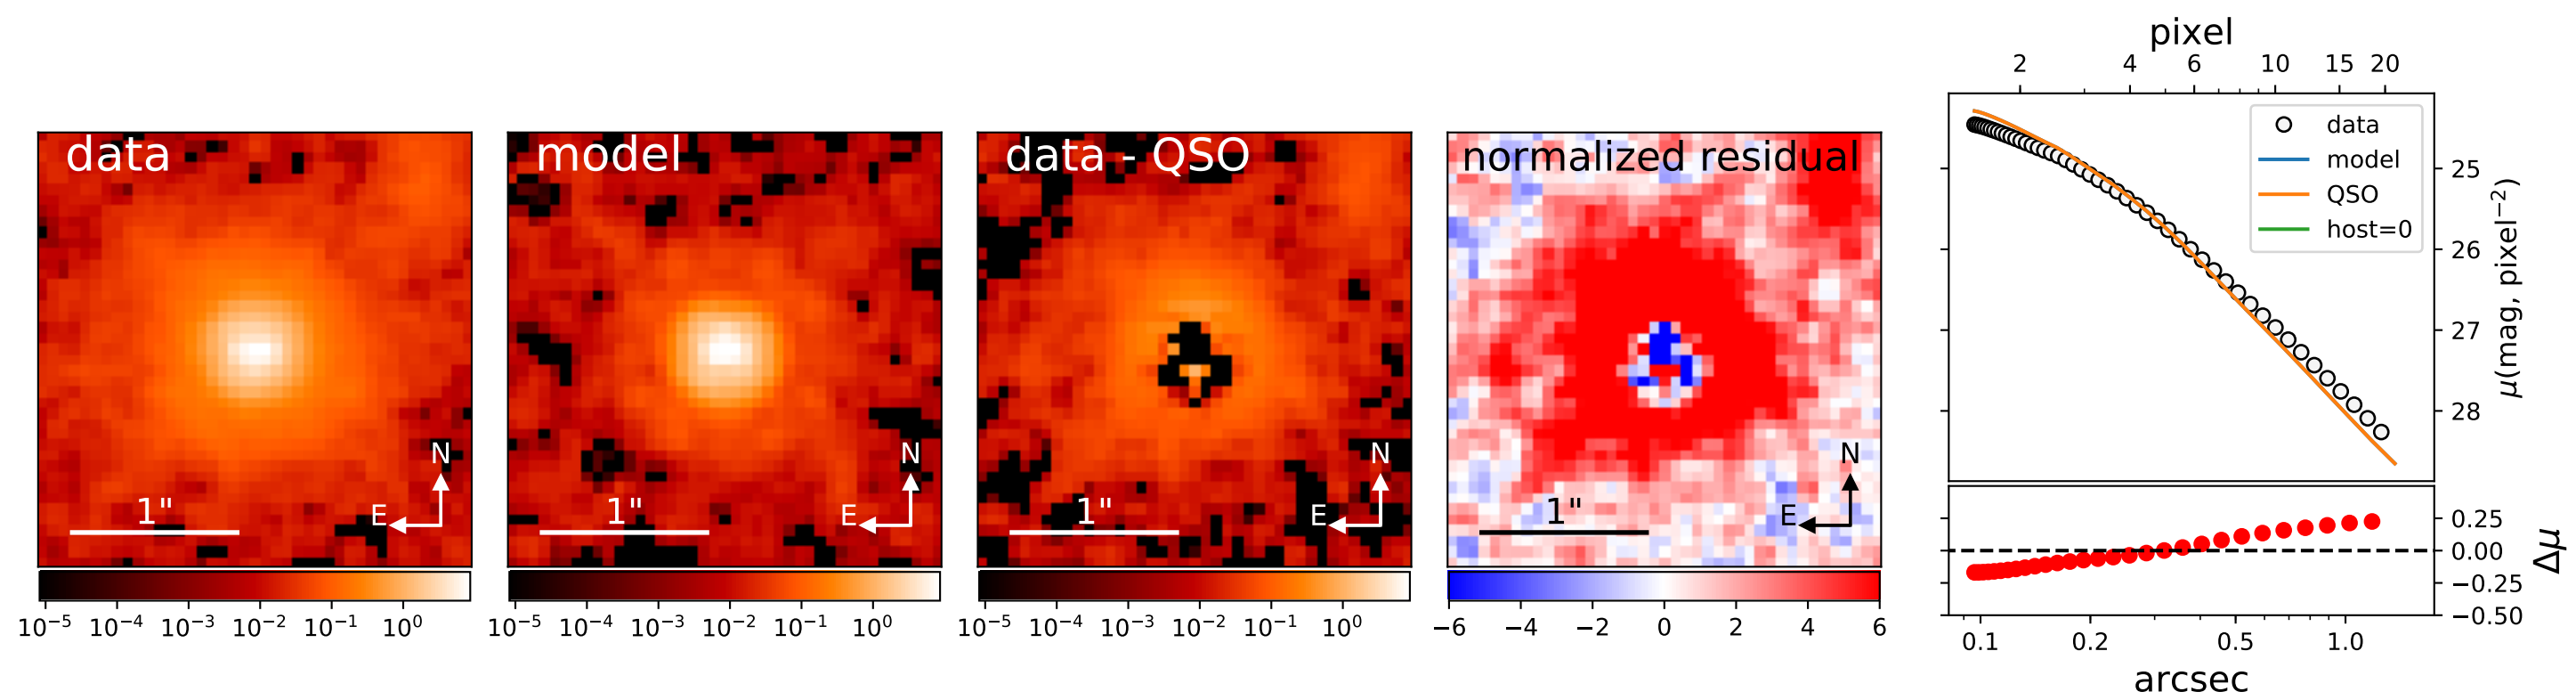 data
1"
N
E
10⁻⁵ 10⁻⁴ 10⁻³ 10⁻² 10⁻¹ 10⁰
model
1"
N
E
10⁻⁵ 10⁻⁴ 10⁻³ 10⁻² 10⁻¹ 10⁰
data - QSO
1"
N
E
10⁻⁵ 10⁻⁴ 10⁻³ 10⁻² 10⁻¹ 10⁰
normalized residual
1"
N
E
−6 −4 −2 0 2 4 6
pixel
2 4 6 10 15 20
data
model
QSO
host=0
25
26
27
28
μ(mag, pixel⁻²)
0.25
0.00
−0.25
−0.50
Δμ
0.1 0.2 0.5 1.0
arcsec